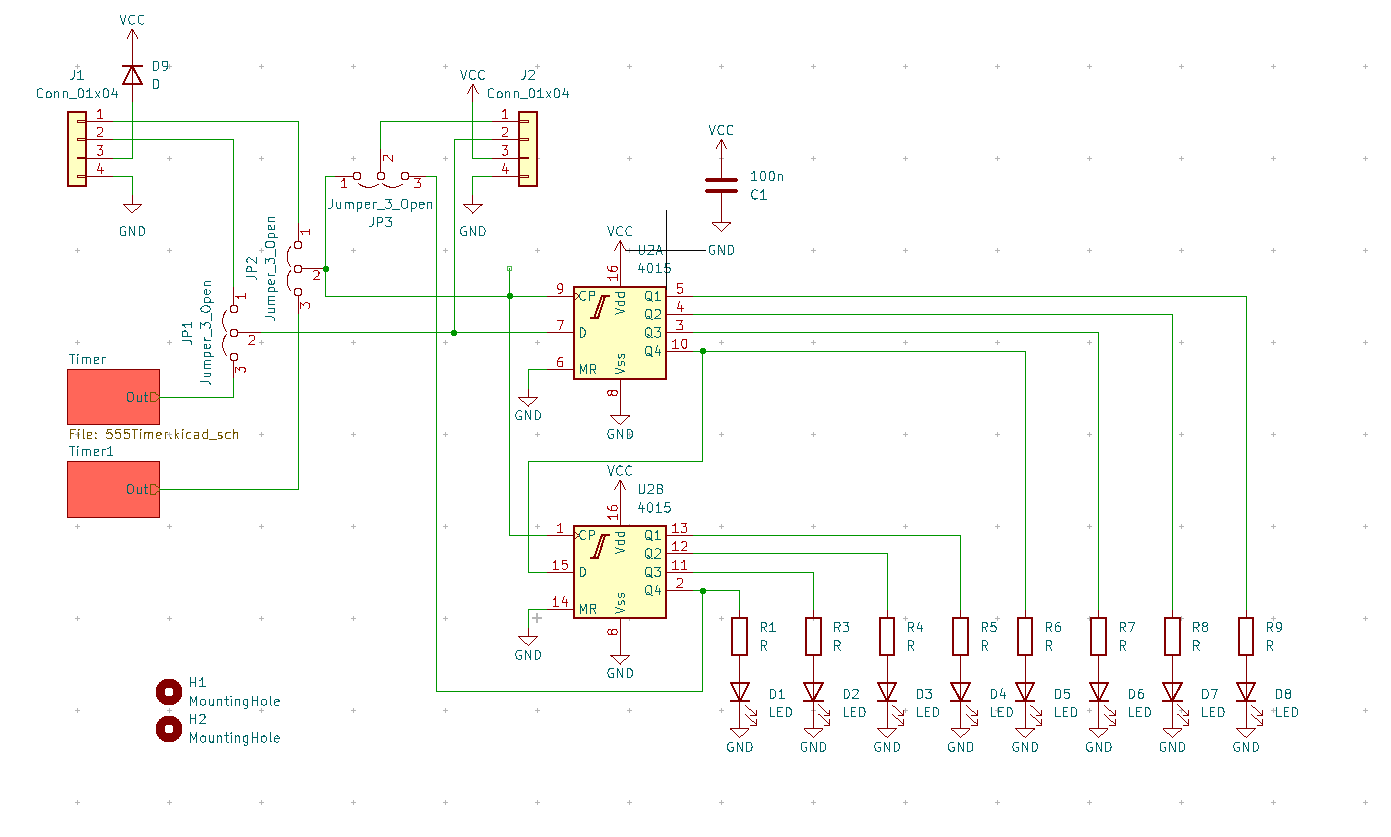 VCC
D9
D
J1
Conn_01x04
1
2
3
4
GND
VCC
J2
Conn_01x04
1
2
3
4
GND
2
1
3
Jumper_3_Open
JP3
VCC
100n
C1
GND
JP2
Jumper_3_Open
1
2
3
JP1
Jumper_3_Open
1
2
3
Timer
Out
File: 555Timer.kicad_sch
Timer1
Out
VCC
U2A
4015
16
9
CP
Vdd
Q1
5
Q2
4
7
D
Q3
3
Q4
10
6
MR
Vss
8
GND
GND
VCC
U2B
4015
16
1
CP
Vdd
Q1
13
Q2
12
15
D
Q3
11
Q4
2
14
MR
Vss
8
GND
GND
R1
R
R3
R
R4
R
R5
R
R6
R
R7
R
R8
R
R9
R
D1
LED
D2
LED
D3
LED
D4
LED
D5
LED
D6
LED
D7
LED
D8
LED
GND
GND
GND
GND
GND
GND
GND
GND
H1
MountingHole
H2
MountingHole